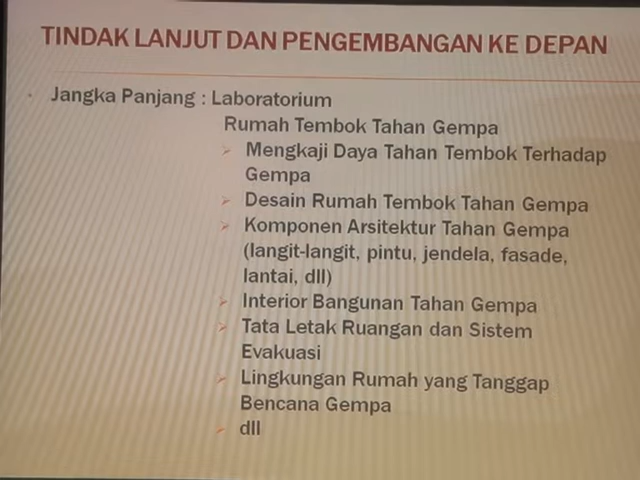 TINDAK LANJUT DAN PENGEMBANGAN KE DEPAN
Jangka Panjang : Laboratorium
Rumah Tembok Tahan Gempa
Mengkaji Daya Tahan Tembok Terhadap
Gempa
Desain Rumah Tembok Tahan Gempa
Komponen Arsitektur Tahan Gempa
(langit-langit, pintu, jendela, fasade,
lantai, dll)
Interior Bangunan Tahan Gempa
Tata Letak Ruangan dan Sistem
Evakuasi
Lingkungan Rumah yang Tanggap
Bencana Gempa
dll